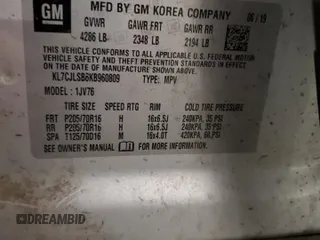 GM
MFD BY GM KOREA COMPANY 06/19
GVWR GAWR FRT GAWR RR
4286 LB 2348 LB 2194 LB
THIS VEHICLE CONFORMS TO ALL APPLICABLE U.S. FEDERAL
MOTOR VEHICLE SAFETY, BUMPER, AND THEFT PREVENTION
STANDARDS IN EFFECT ON THE DATE OF MANUFACTURE SHOWN ABOVE.
KL7CJLSB6KB960809 TYPE: MPV
MODEL: 1JV76
TIRE SIZE SPEED RTG RIM COLD TIRE PRESSURE
FRT P205/70R16 H 16x6.5J 240KPA, 35 PSI
RR P205/70R16 H 16x6.5J 240KPA, 35 PSI
SPA T125/70D16 M 16x4.0T 420KPA, 60 PSI
SEE OWNER'S MANUAL FOR MORE INFORMATION.
DREAMBID